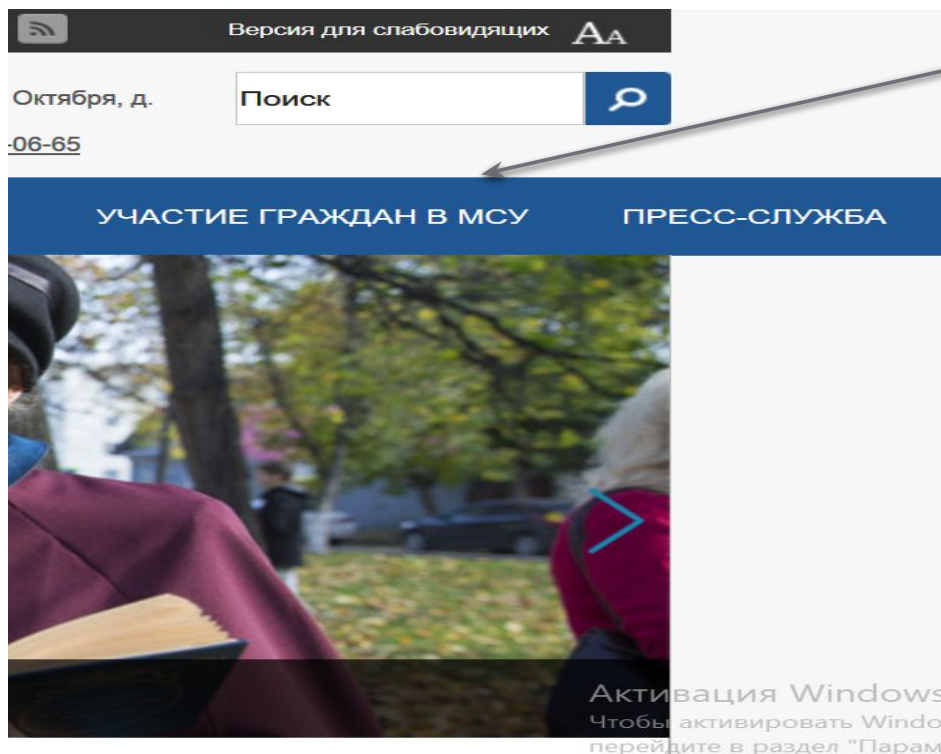 Версия для слабовидящих АА
Октября, д.
Поиск
-06-65
УЧАСТИЕ ГРАЖДАН В МСУ ПРЕСС-СЛУЖБА
Активация Windows
Чтобы активировать Windo
перейдите в раздел "Парам